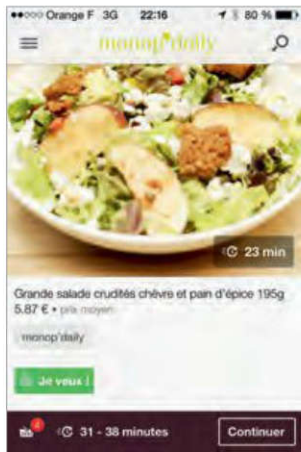 Orange F 3G 22:16 80 %
monop'daily
23 min
Grande salade crudités chèvre et pain d'épice 195g
5.87 € • prix moyen
monop'daily
Je veux !
4 31 - 38 minutes Continuer